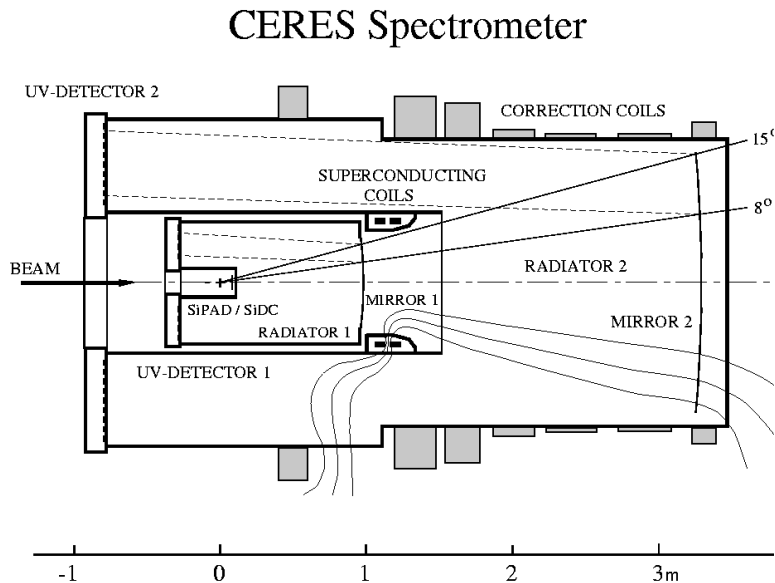 CERES Spectrometer
UV-DETECTOR 2
CORRECTION COILS
15°
SUPERCONDUCTING
COILS
8°
BEAM
RADIATOR 2
SiPAD / SiDC
MIRROR 1
RADIATOR 1
MIRROR 2
UV-DETECTOR 1
-1 0 1 2 3m